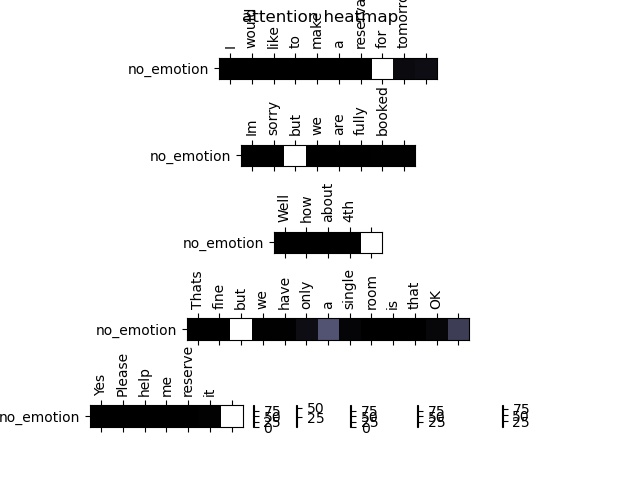 attention heatmap
I would like to make a for
no_emotion
Im sorry but we are fully booked
no_emotion
Well how about 4th
no_emotion
Thats fine but we have only a single room is that OK
no_emotion
Yes Please help me reserve it
no_emotion
75 50 75 75 75
50 25 50 50 50
25 25 25 25
0 0